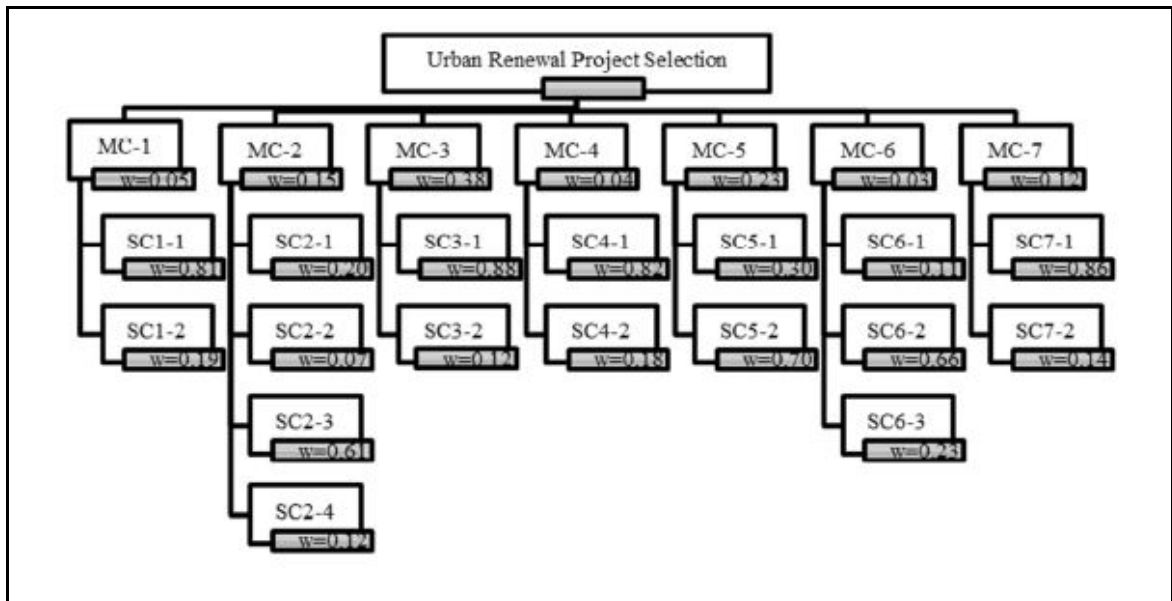 Urban Renewal Project Selection
MC-1 MC-2 MC-3 MC-4 MC-5 MC-6 MC-7
w=0.05 w=0.15 w=0.38 w=0.04 w=0.23 w=0.03 w=0.12
SC1-1 SC2-1 SC3-1 SC4-1 SC5-1 SC6-1 SC7-1
w=0.81 w=0.20 w=0.88 w=0.82 w=0.30 w=0.11 w=0.86
SC1-2 SC2-2 SC3-2 SC4-2 SC5-2 SC6-2 SC7-2
w=0.19 w=0.07 w=0.12 w=0.18 w=0.70 w=0.66 w=0.14
SC2-3 SC6-3
w=0.61 w=0.23
SC2-4
w=0.12